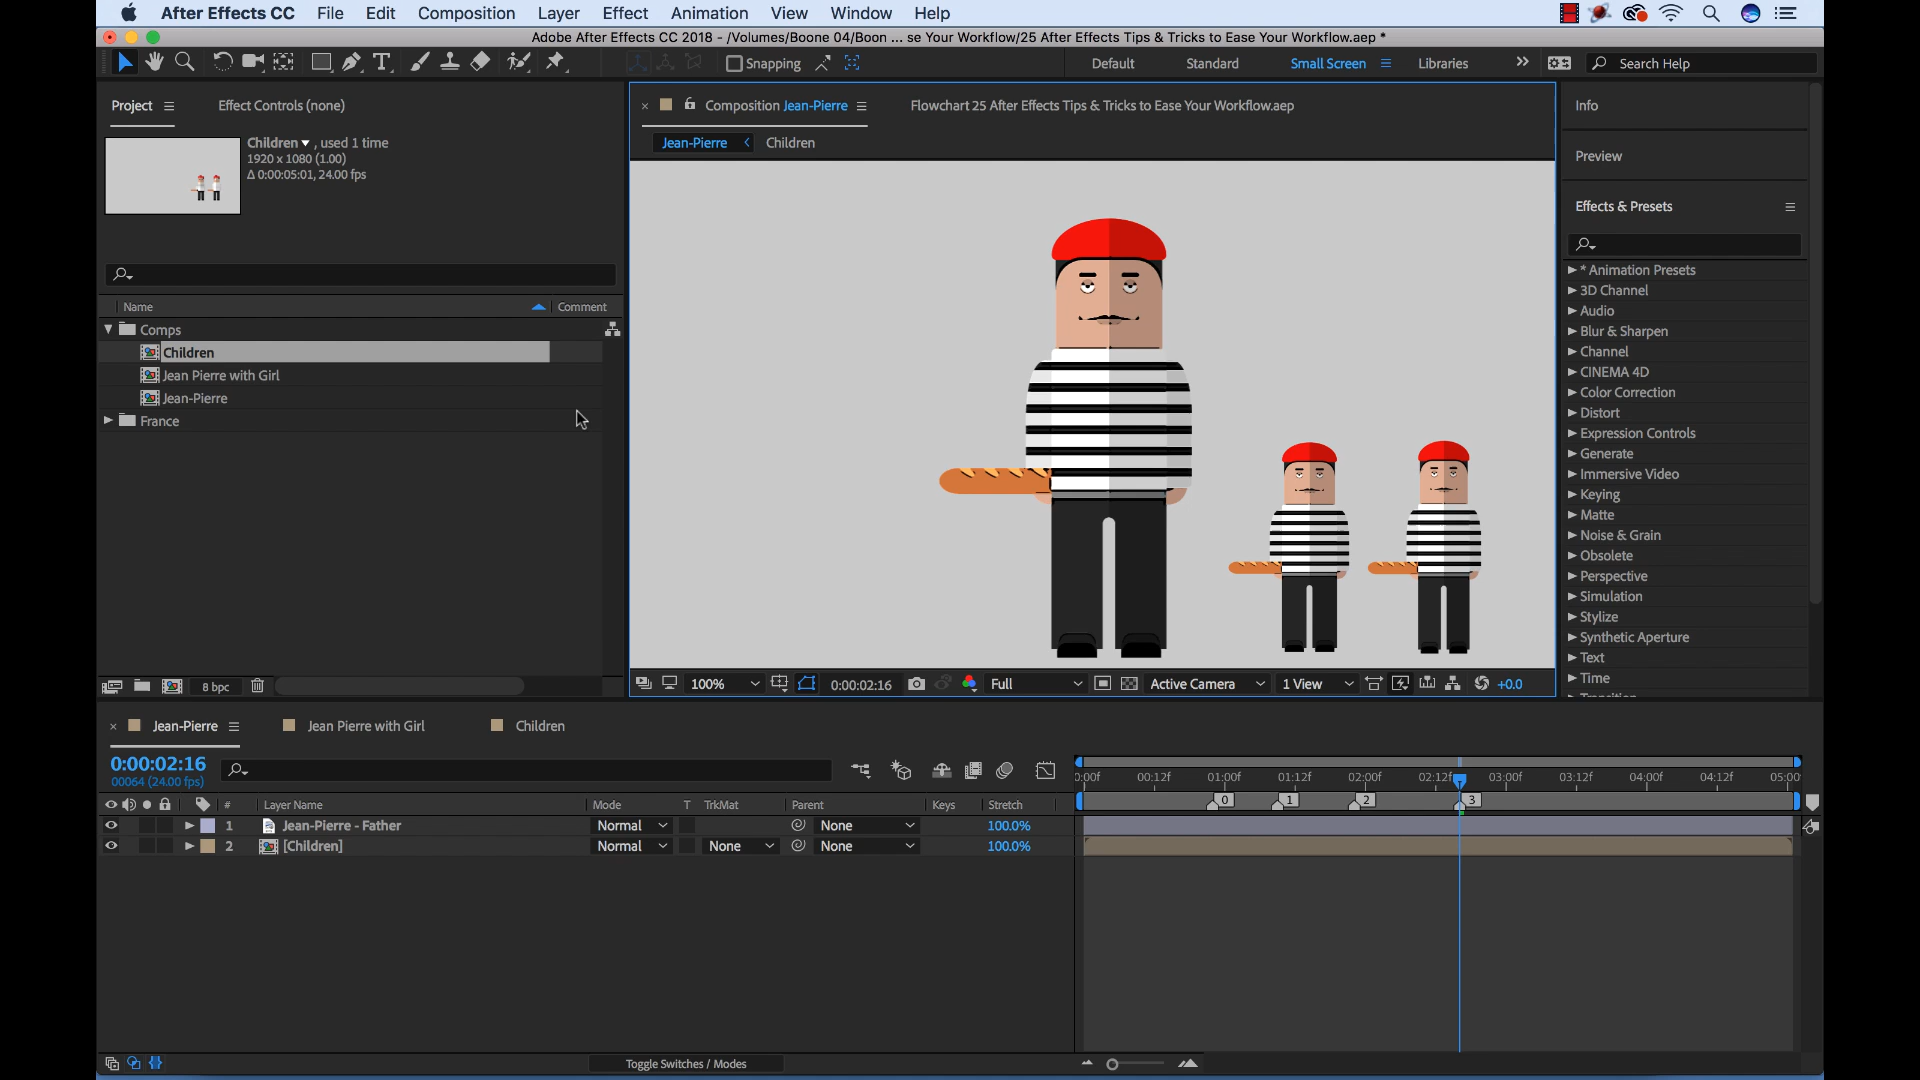 After Effects CC File Edit Composition Layer Effect Animation View Window Help
Adobe After Effects CC 2018 - /Volumes/Boone 04/Boon ... se Your Workflow/25 After Effects Tips & Tricks to Ease Your Workflow.aep *
Snapping Default Standard Small Screen Libraries Search Help
Project Effect Controls (none)
Children , used 1 time
1920 x 1080 (1.00)
Δ 0:00:05:01, 24.00 fps
Name Comment
Comps
Children
Jean Pierre with Girl
Jean-Pierre
France
8 bpc
Composition Jean-Pierre Flowchart 25 After Effects Tips & Tricks to Ease Your Workflow.aep
Jean-Pierre Children
100% 0:00:02:16 Full Active Camera 1 View +0.0
Info
Preview
Effects & Presets
* Animation Presets
3D Channel
Audio
Blur & Sharpen
Channel
CINEMA 4D
Color Correction
Distort
Expression Controls
Generate
Immersive Video
Keying
Matte
Noise & Grain
Obsolete
Perspective
Simulation
Stylize
Synthetic Aperture
Text
Time
Jean-Pierre Jean Pierre with Girl Children
0:00:02:16
00064 (24.00 fps)
:00f 00:12f 01:00f 01:12f 02:00f 02:12f 03:00f 03:12f 04:00f 04:12f 05:00
0 1 2 3
# Layer Name Mode T TrkMat Parent Keys Stretch
1 Jean-Pierre - Father Normal None 100.0%
2 [Children] Normal None None 100.0%
Toggle Switches / Modes